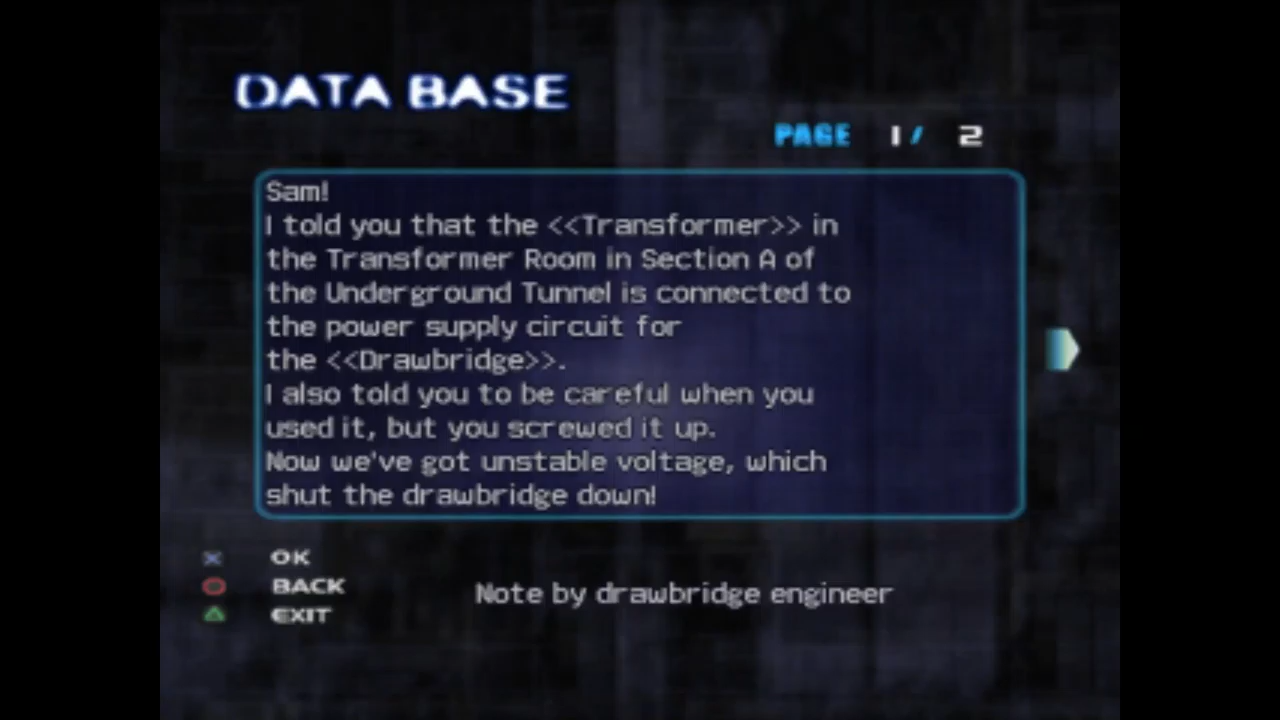 DATA BASE
PAGE 1/ 2
Sam!
I told you that the <<Transformer>> in
the Transformer Room in Section A of
the Underground Tunnel is connected to
the power supply circuit for
the <<Drawbridge>>.
I also told you to be careful when you
used it, but you screwed it up.
Now we've got unstable voltage, which
shut the drawbridge down!
OK
BACK
EXIT
Note by drawbridge engineer